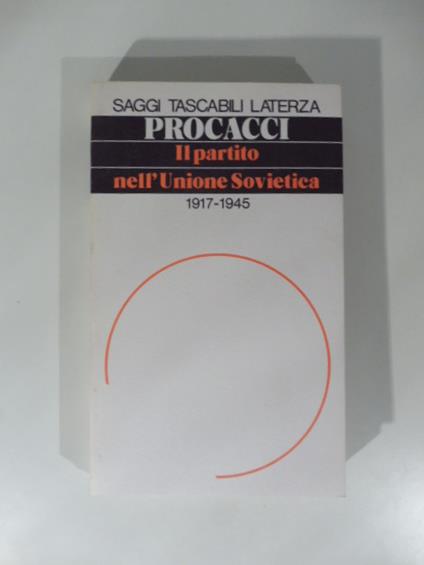 SAGGI TASCABILI LATERZA
PROCACCI
Il partito
nell'Unione Sovietica
1917-1945